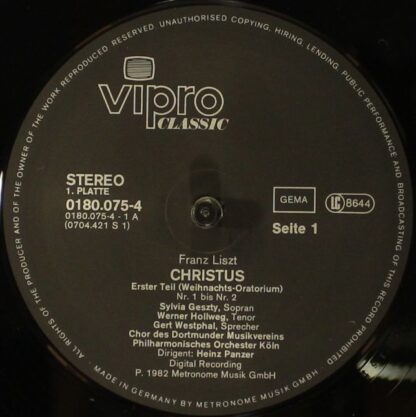 ALL RIGHTS OF THE PRODUCER AND OF THE OWNER OF THE WORK REPRODUCED RESERVED. UNAUTHORISED COPYING, HIRING, LENDING, PUBLIC PERFORMANCE AND BROADCASTING OF THIS RECORD PROHIBITED
vipro
CLASSIC
STEREO
1. PLATTE
0180.075-4
0180.075-4 - 1 A
(0704.421 S 1)
GEMA
LC 8644
Seite 1
Franz Liszt
CHRISTUS
Erster Teil (Weihnachts-Oratorium)
Nr. 1 bis Nr. 2
Sylvia Geszty, Sopran
Werner Hollweg, Tenor
Gert Westphal, Sprecher
Chor des Dortmunder Musikvereins
Philharmonisches Orchester Köln
Dirigent: Heinz Panzer
Digital Recording
P. 1982 Metronome Musik GmbH
MADE IN GERMANY BY METRONOME MUSIK GMBH